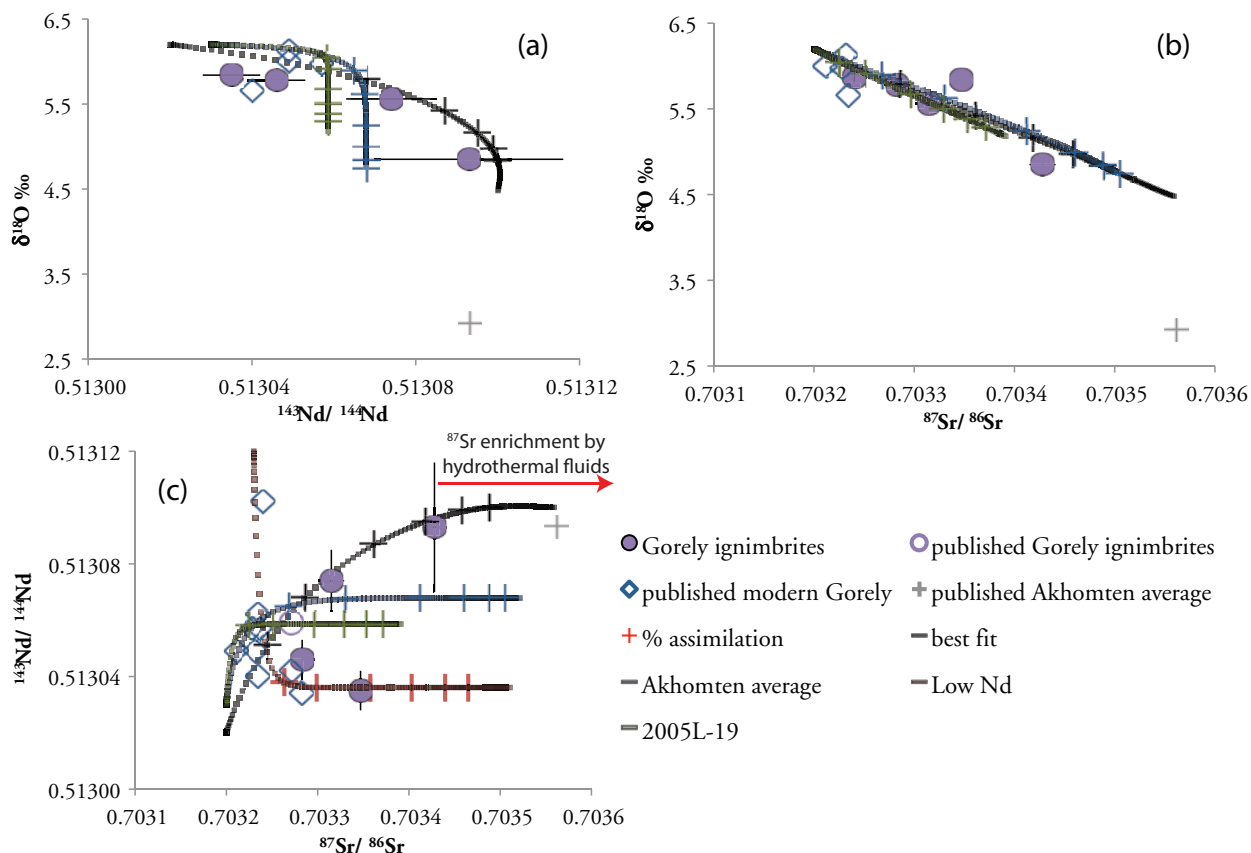 6.5
5.5
4.5
3.5
2.5
δ¹⁸O ‰
(a)
0.51300
0.51304
0.51308
0.51312
¹⁴³Nd/ ¹⁴⁴Nd
6.5
5.5
4.5
3.5
2.5
δ¹⁸O ‰
(b)
0.7031
0.7032
0.7033
0.7034
0.7035
0.7036
⁸⁷Sr/ ⁸⁶Sr
0.51312
0.51308
0.51304
0.51300
¹⁴³Nd/ ¹⁴⁴Nd
(c)
⁸⁷Sr enrichment by
hydrothermal fluids
0.7031
0.7032
0.7033
0.7034
0.7035
0.7036
⁸⁷Sr/ ⁸⁶Sr
Gorely ignimbrites
published Gorely ignimbrites
published modern Gorely
published Akhomten average
% assimilation
best fit
Akhomten average
Low Nd
2005L-19